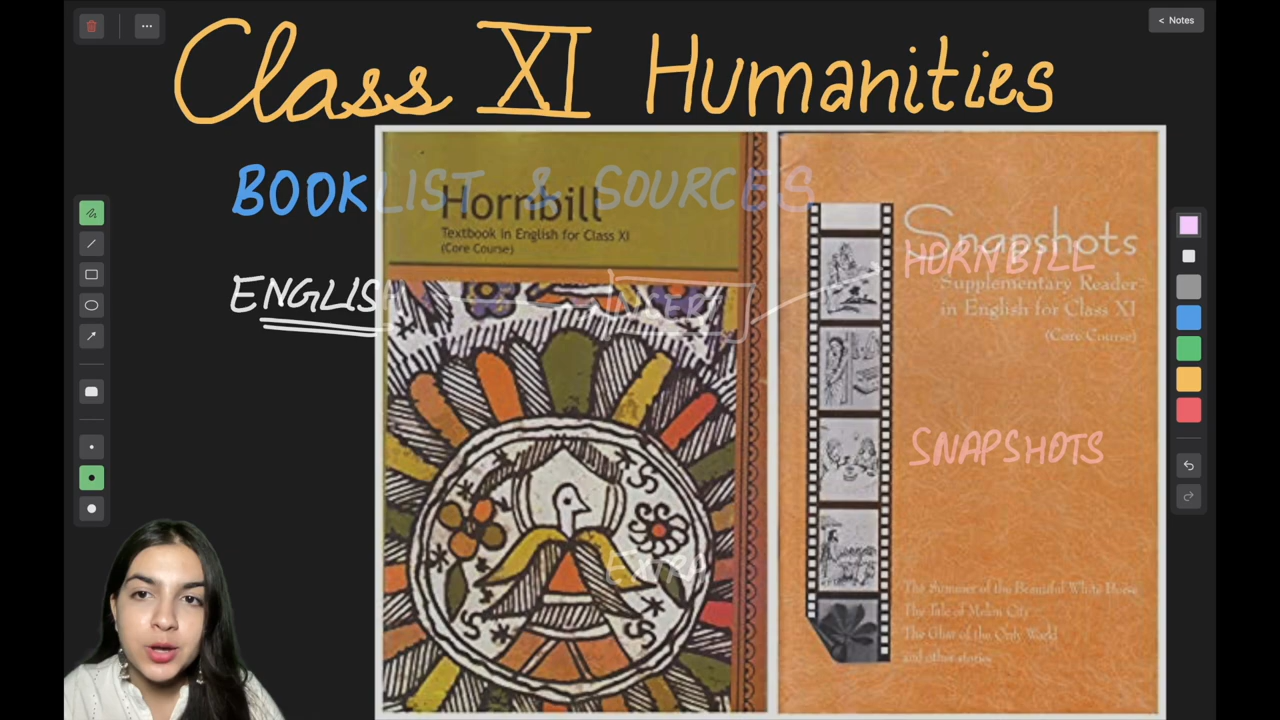 < Notes
Class XI Humanities
BOOKLIST & SOURCES
Hornbill
Textbook in English for Class XI
(Core Course)
ENGLISH
INSERT
HORNBILL
Snapshots
Supplementary Reader
in English for Class XI
(Core Course)
SNAPSHOTS
EXTRA
The Summer of the Beautiful White Horse
The Tale of Melon City
The Ghat of the Only World
and other stories